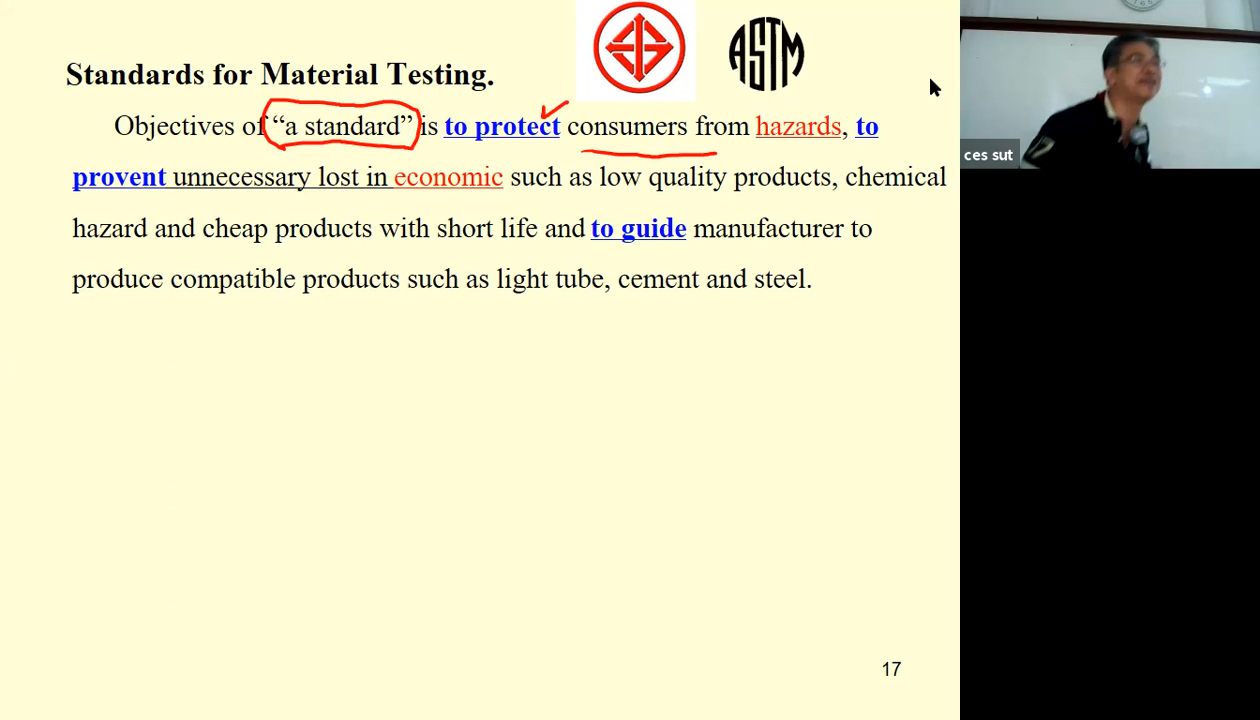 ASTM
Standards for Material Testing.
Objectives of “a standard” is to protect consumers from hazards, to
provent unnecessary lost in economic such as low quality products, chemical
hazard and cheap products with short life and to guide manufacturer to
produce compatible products such as light tube, cement and steel.
17
ces sut